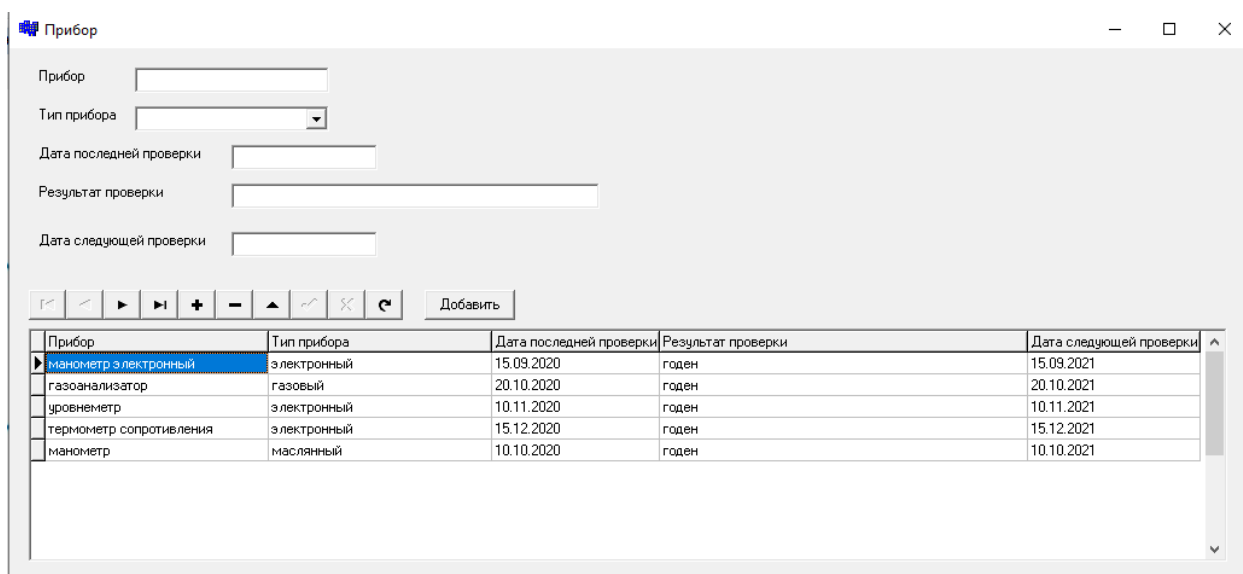 Прибор
Прибор
Тип прибора
Дата последней проверки
Результат проверки
Дата следующей проверки
Добавить
Прибор Тип прибора Дата последней проверки Результат проверки Дата следующей проверки
манометр электронный электронный 15.09.2020 годен 15.09.2021
газоанализатор газовый 20.10.2020 годен 20.10.2021
уровнеметр электронный 10.11.2020 годен 10.11.2021
термометр сопротивления электронный 15.12.2020 годен 15.12.2021
манометр маслянный 10.10.2020 годен 10.10.2021